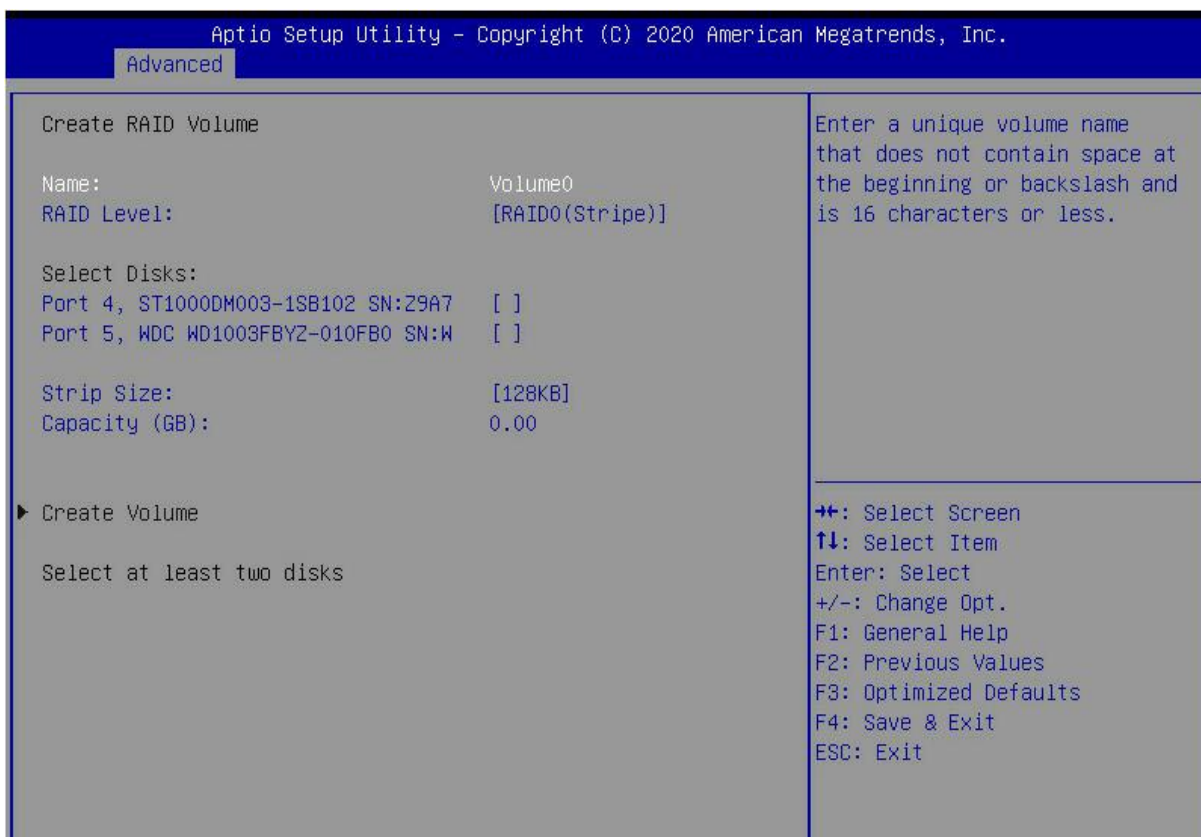 Aptio Setup Utility – Copyright (C) 2020 American Megatrends, Inc.
Advanced
Create RAID Volume
Name: Volume0
RAID Level: [RAID0(Stripe)]
Select Disks:
Port 4, ST1000DM003-1SB102 SN:Z9A7 [ ]
Port 5, WDC WD1003FBYZ-010FB0 SN:W [ ]
Strip Size: [128KB]
Capacity (GB): 0.00
▶ Create Volume
Select at least two disks
Enter a unique volume name
that does not contain space at
the beginning or backslash and
is 16 characters or less.
→←: Select Screen
↑↓: Select Item
Enter: Select
+/-: Change Opt.
F1: General Help
F2: Previous Values
F3: Optimized Defaults
F4: Save & Exit
ESC: Exit